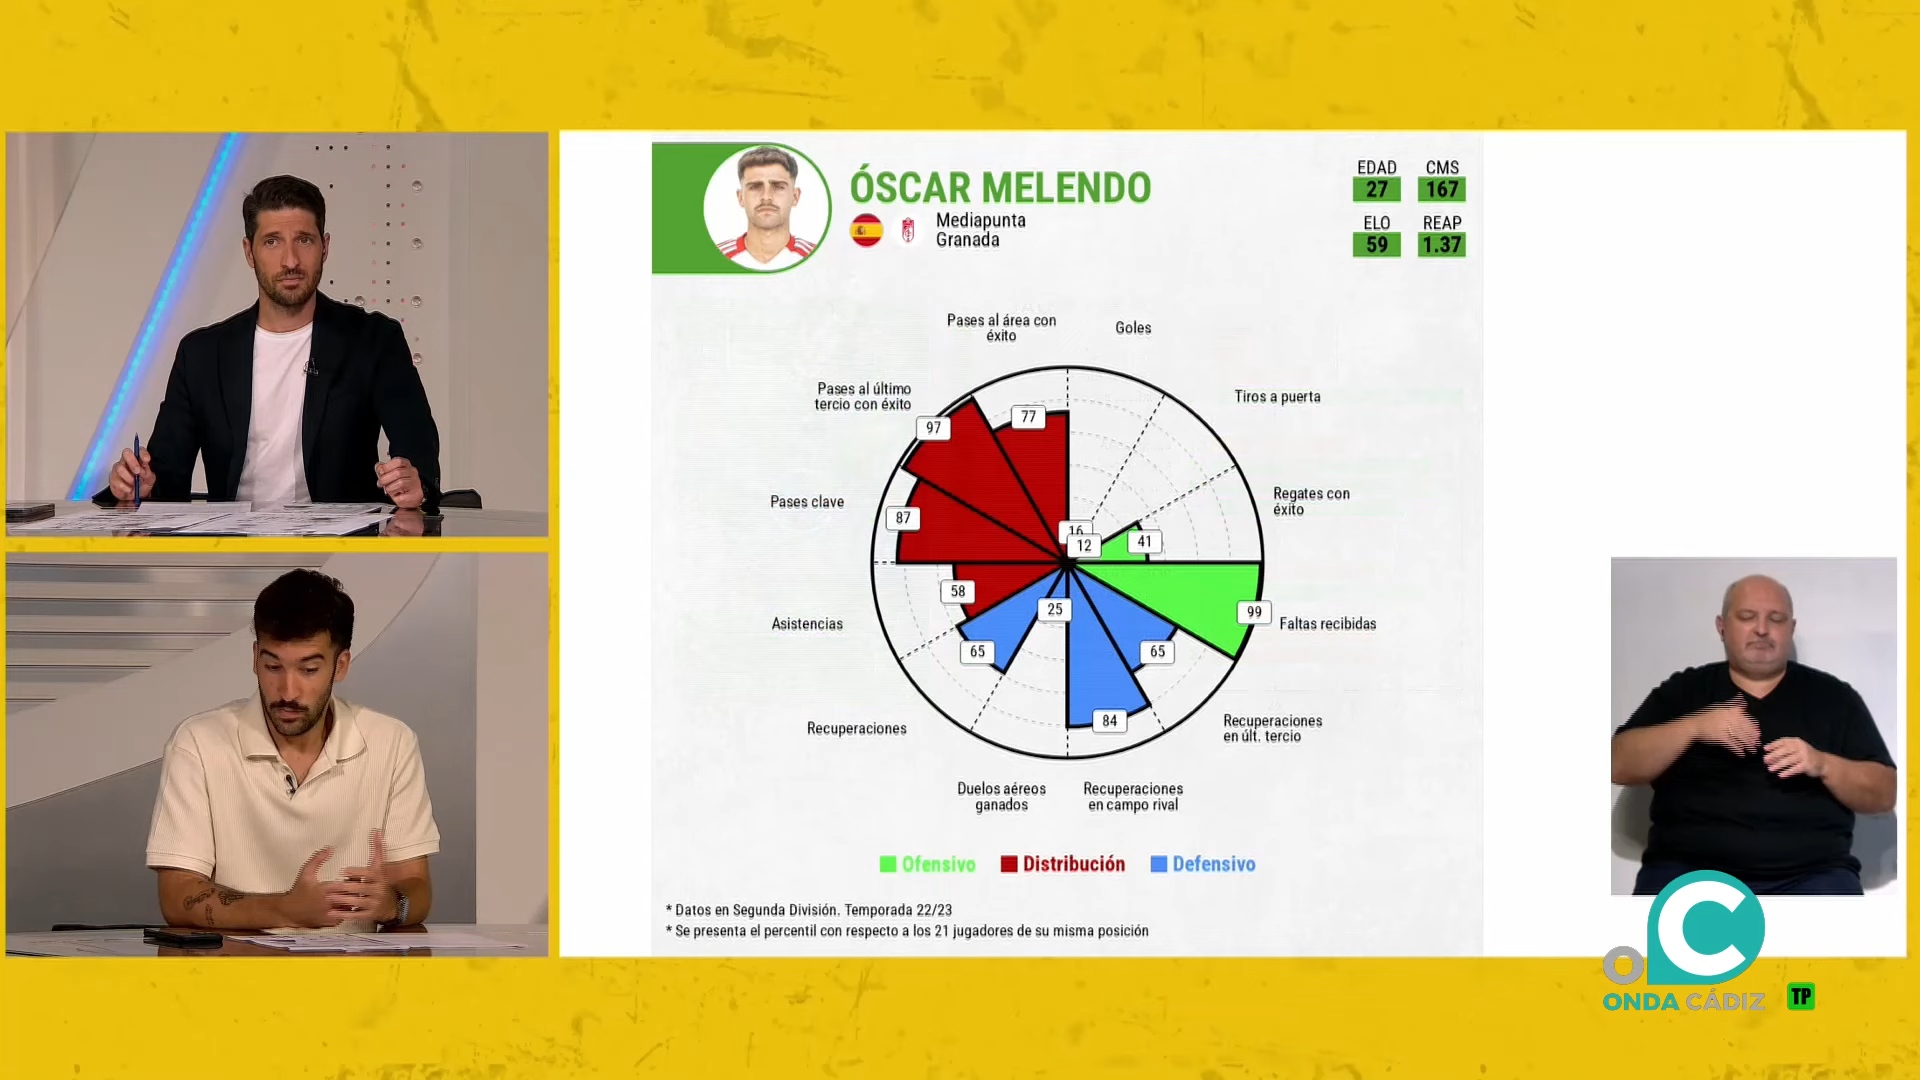 ÓSCAR MELENDO
Mediapunta
Granada
EDAD
CMS
27
167
ELO
REAP
59
1.37
Pases al área con
éxito
Goles
Pases al último
tercio con éxito
Tiros a puerta
97
77
Pases clave
Regates con
éxito
87
16
12
41
58
25
99
Asistencias
Faltas recibidas
65
65
84
Recuperaciones
Recuperaciones
en últ. tercio
Duelos aéreos
ganados
Recuperaciones
en campo rival
Ofensivo
Distribución
Defensivo
* Datos en Segunda División. Temporada 22/23
* Se presenta el percentil con respecto a los 21 jugadores de su misma posición
OC
ONDA CÁDIZ
TP